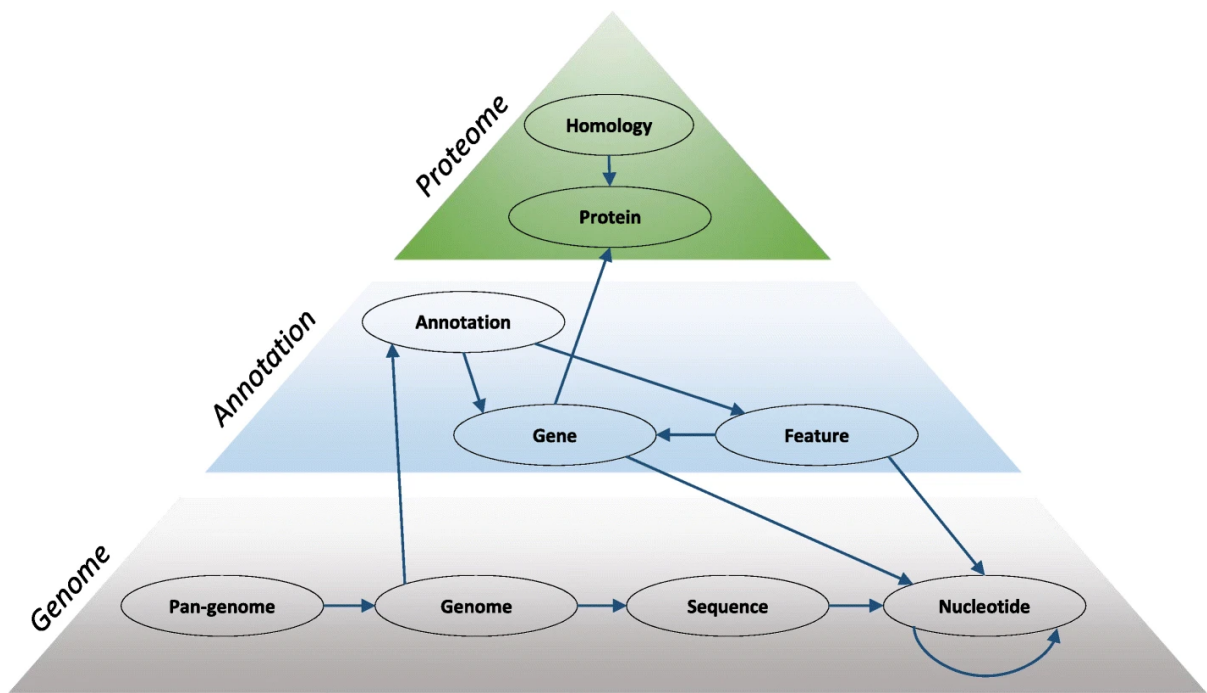 Proteome
Homology
Protein
Annotation
Annotation
Gene
Feature
Genome
Pan-genome
Genome
Sequence
Nucleotide